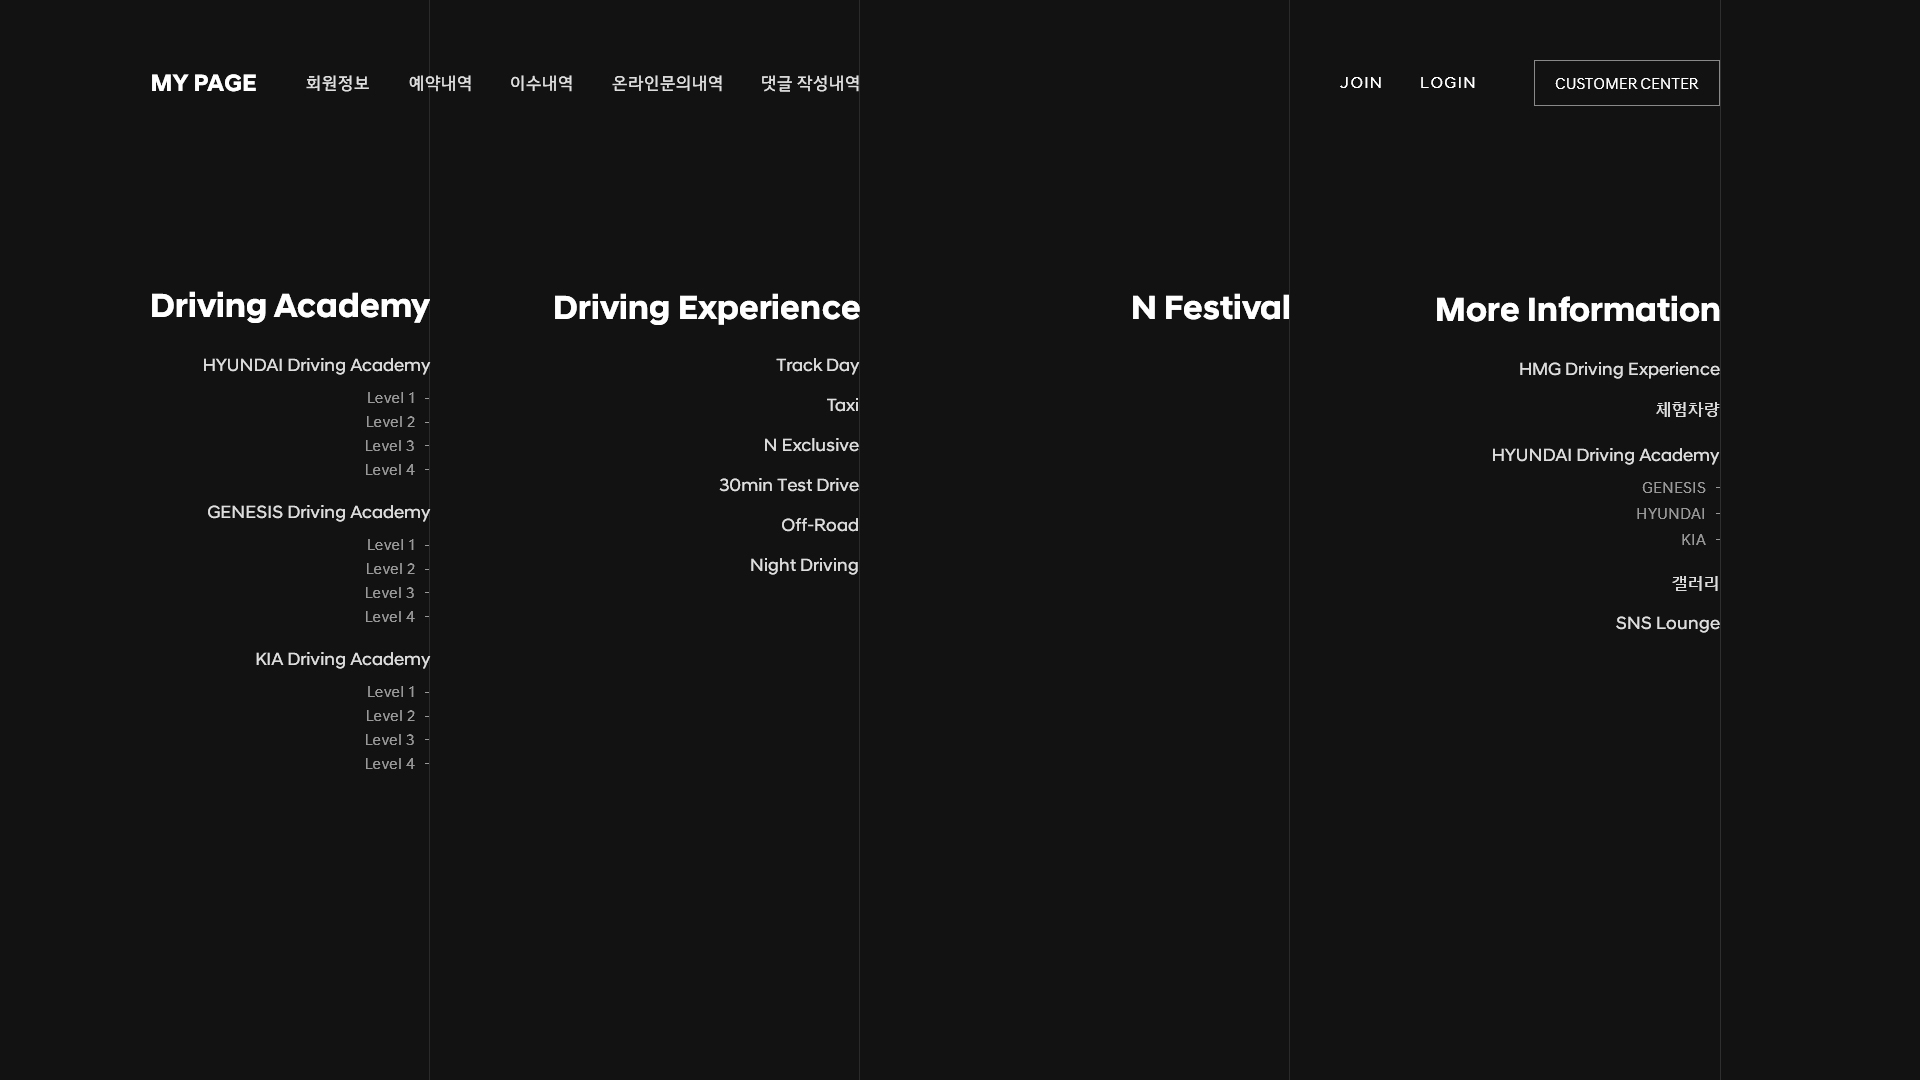 MY PAGE 회원정보 예약내역 이수내역 온라인문의내역 댓글 작성내역 JOIN LOGIN CUSTOMER CENTER
Driving Academy
HYUNDAI Driving Academy
Level 1 -
Level 2 -
Level 3 -
Level 4 -
GENESIS Driving Academy
Level 1 -
Level 2 -
Level 3 -
Level 4 -
KIA Driving Academy
Level 1 -
Level 2 -
Level 3 -
Level 4 -
Driving Experience
Track Day
Taxi
N Exclusive
30min Test Drive
Off-Road
Night Driving
N Festival
More Information
HMG Driving Experience
체험차량
HYUNDAI Driving Academy
GENESIS -
HYUNDAI -
KIA -
갤러리
SNS Lounge